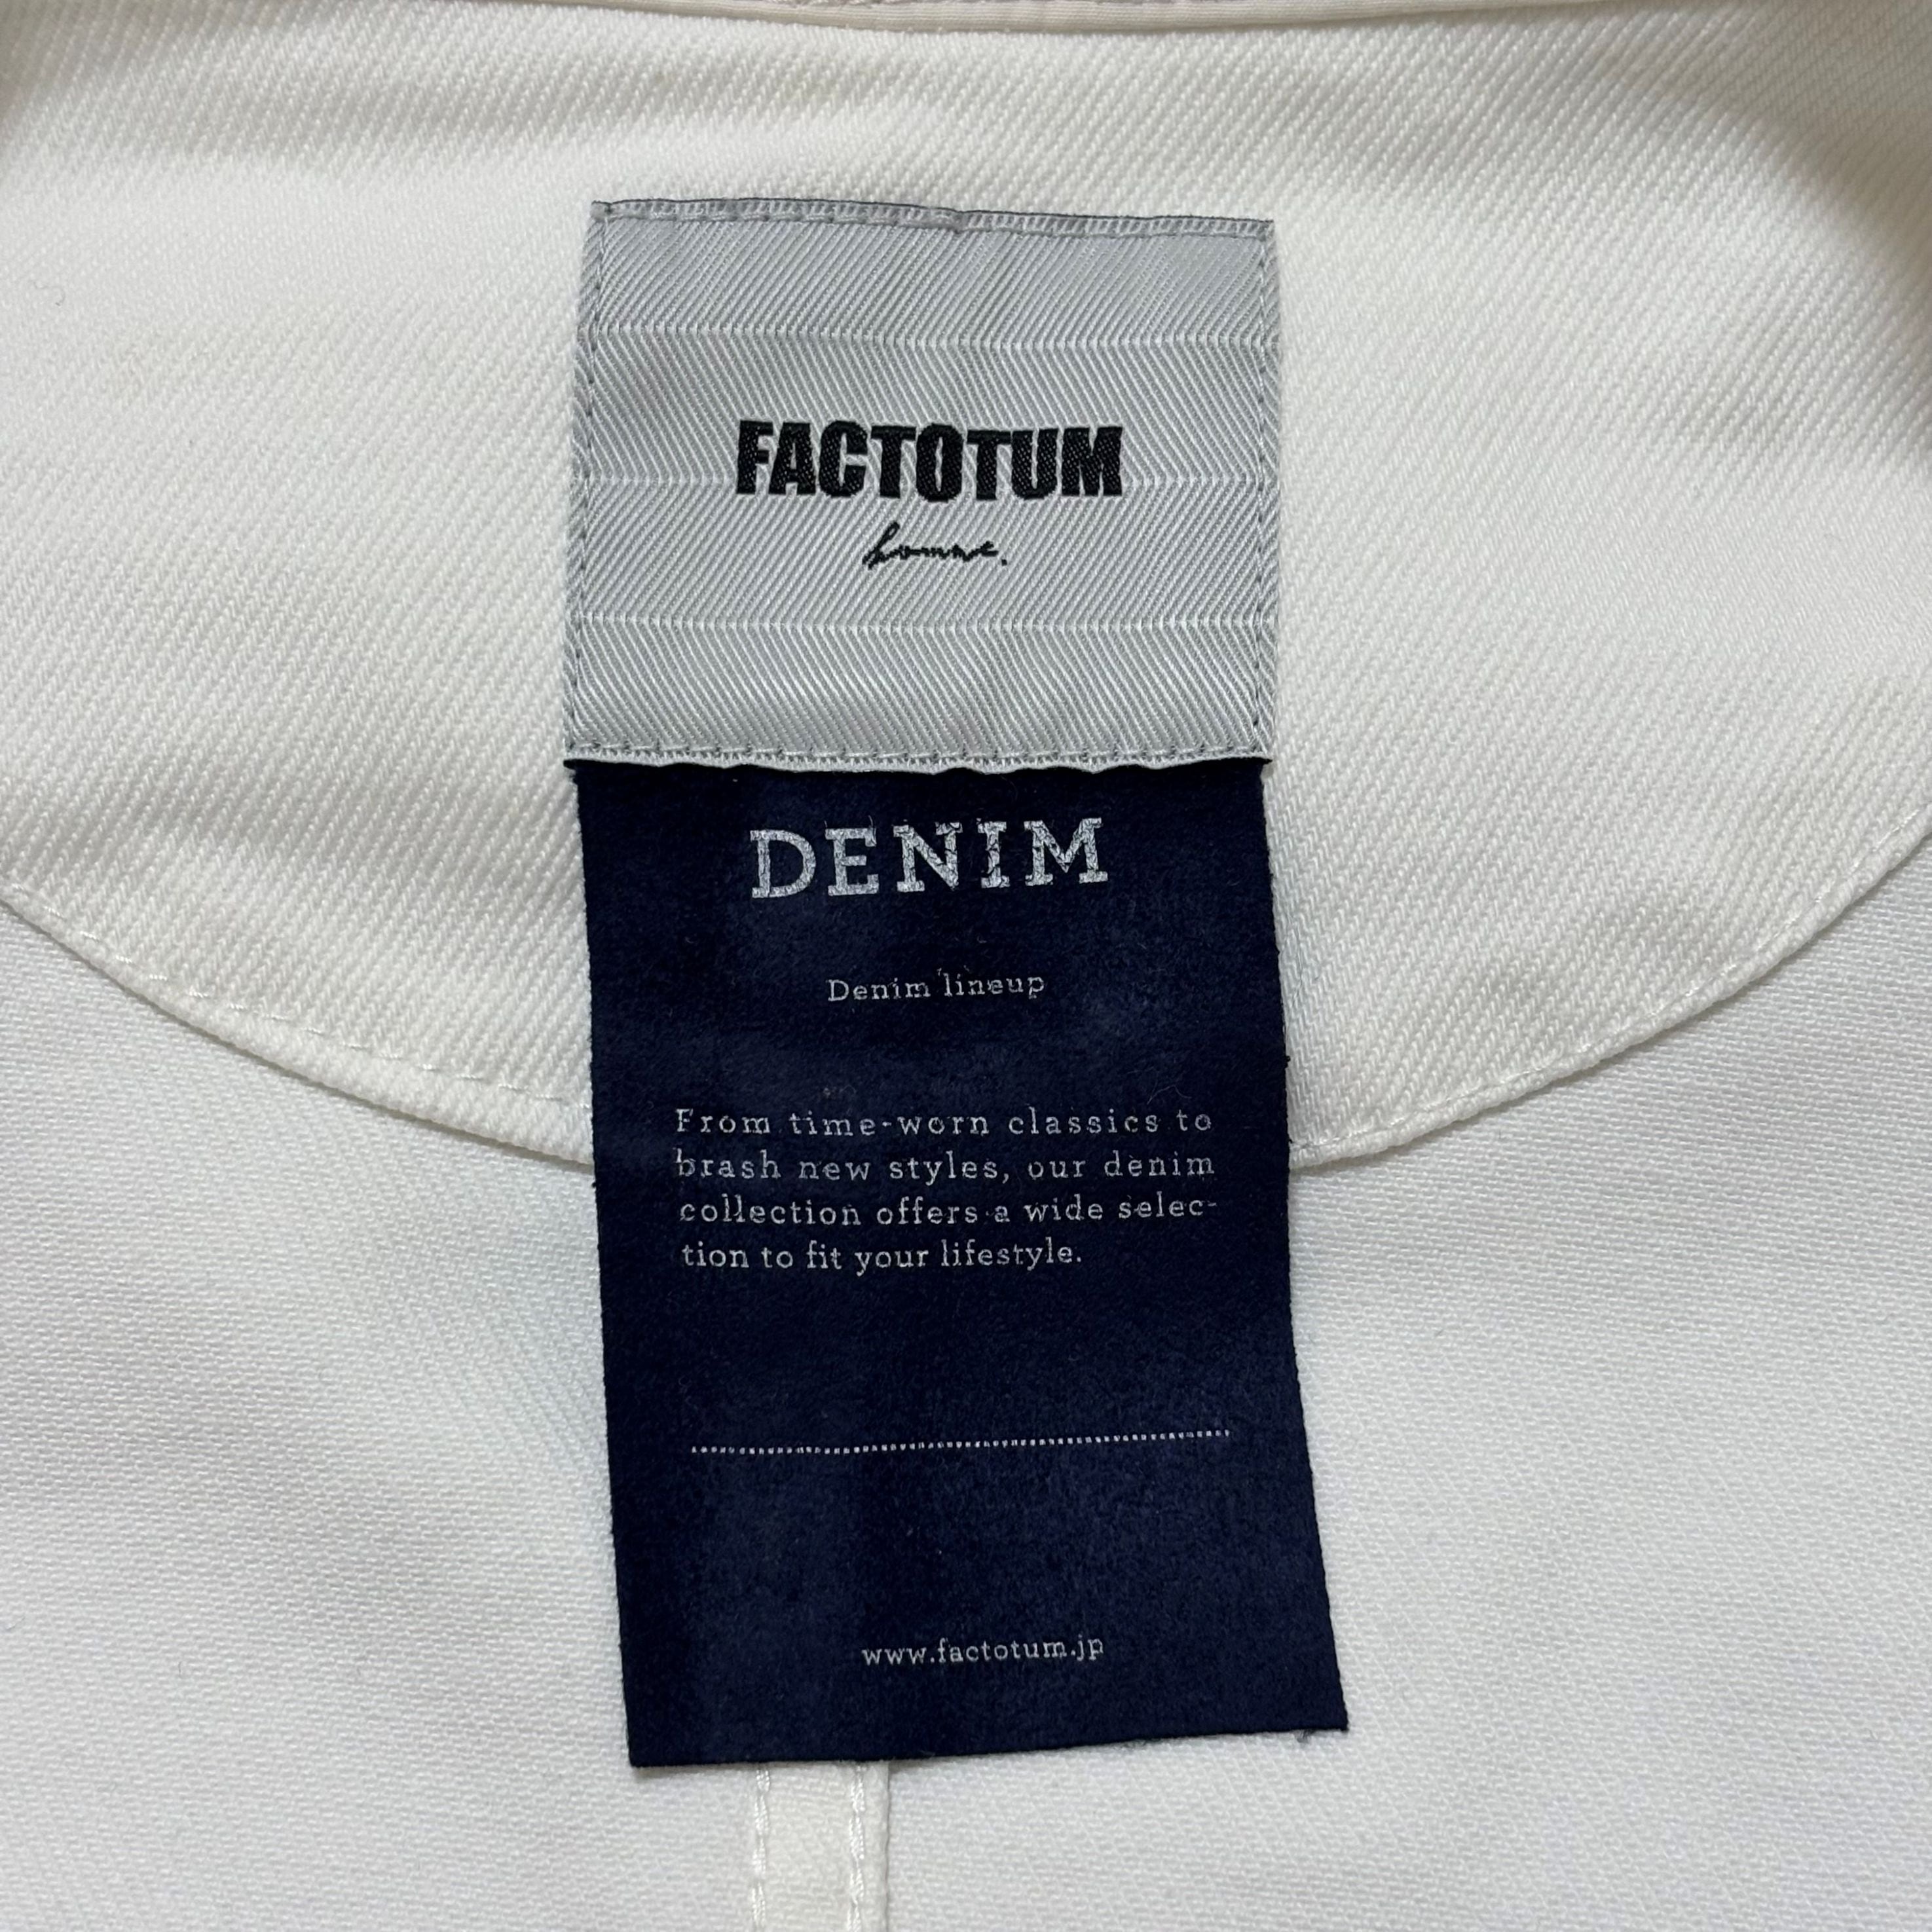 FACTOTUM
homme.
DENIM
Denim lineup
From time-worn classics to
brash new styles, our denim
collection offers a wide selec-
tion to fit your lifestyle.
www.factotum.jp